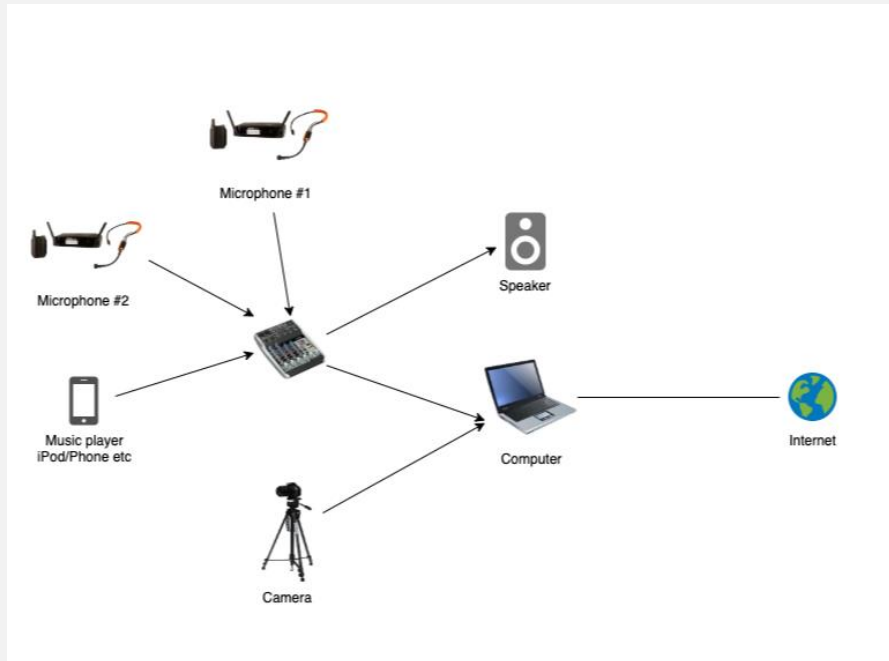 Microphone #1
Microphone #2
Speaker
Music player
iPod/Phone etc
Computer
Internet
Camera